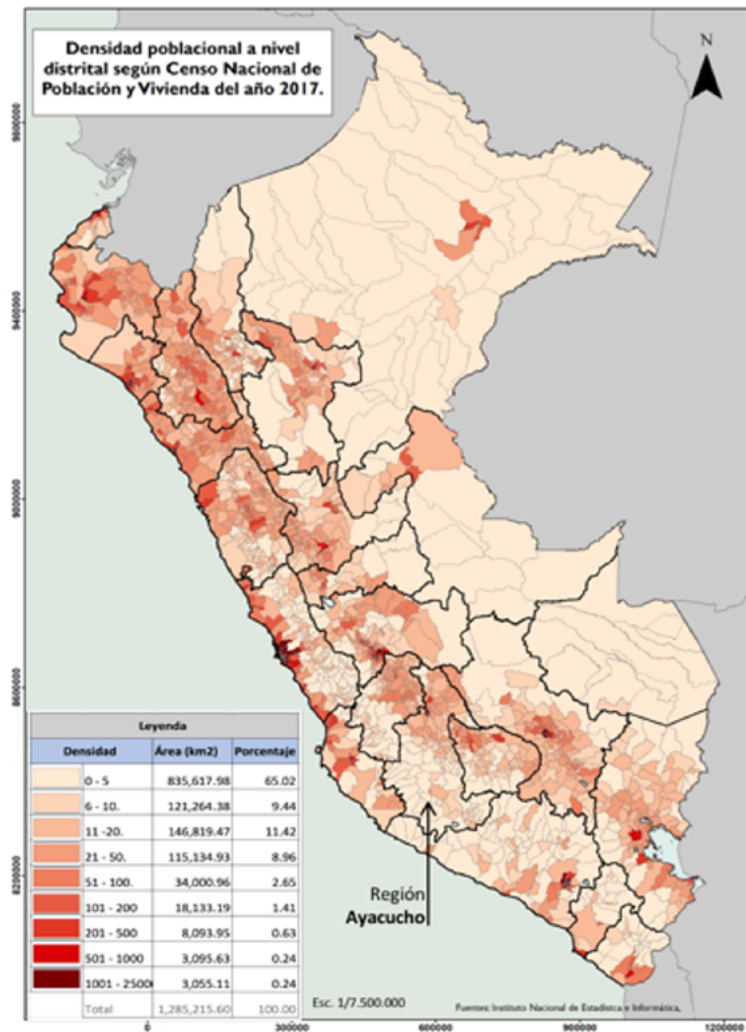 Densidad poblacional a nivel
distrital según Censo Nacional de
Población y Vivienda del año 2017.
N
9800000
9400000
9000000
8600000
8200000
Leyenda
Densidad Área (km2) Porcentaje
0 - 5 835,617.98 65.02
6 - 10. 121,264.38 9.44
11 -20. 146,819.47 11.42
21 - 50. 115,134.93 8.96
51 - 100. 34,000.96 2.65
101 - 200 18,133.19 1.41
201 - 500 8,093.95 0.63
501 - 1000 3,095.63 0.24
1001 - 25000 3,055.11 0.24
Total 1,285,215.60 100.00
Región
Ayacucho
Esc. 1/7.500.000
Fuentes: Instituto Nacional de Estadística e Informática,
0 300000 600000 900000 1200000